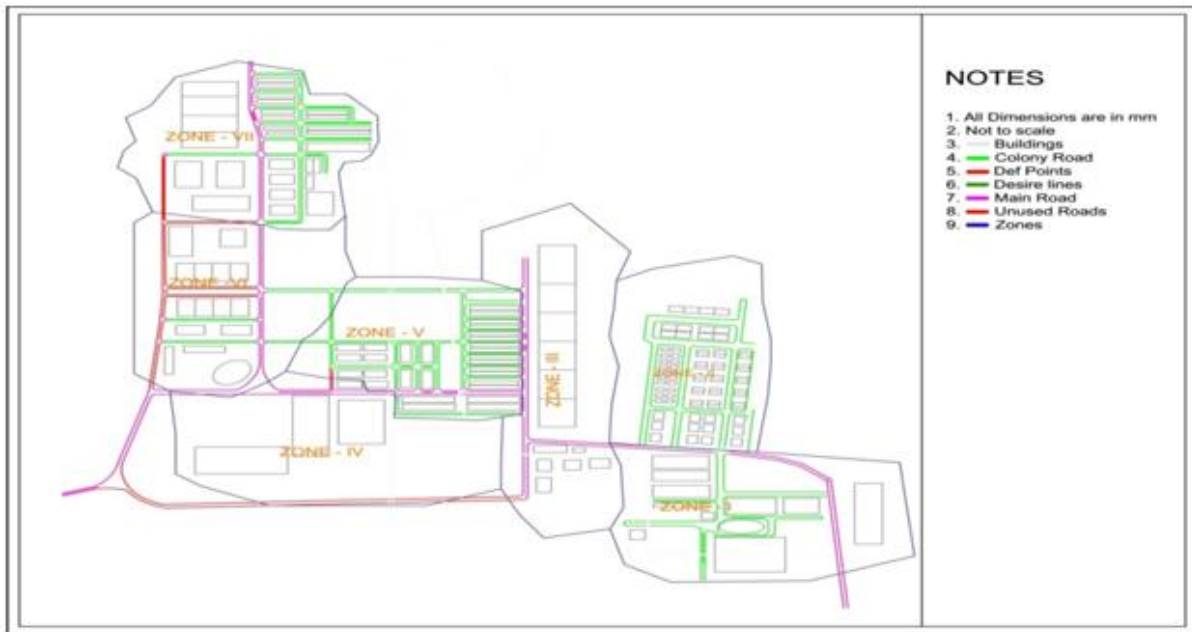 NOTES
1. All Dimensions are in mm
2. Not to scale
3. Buildings
4. Colony Road
5. Def Points
6. Desire lines
7. Main Road
8. Unused Roads
9. Zones
ZONE - VII
ZONE - VI
ZONE - V
ZONE - III
ZONE - IV